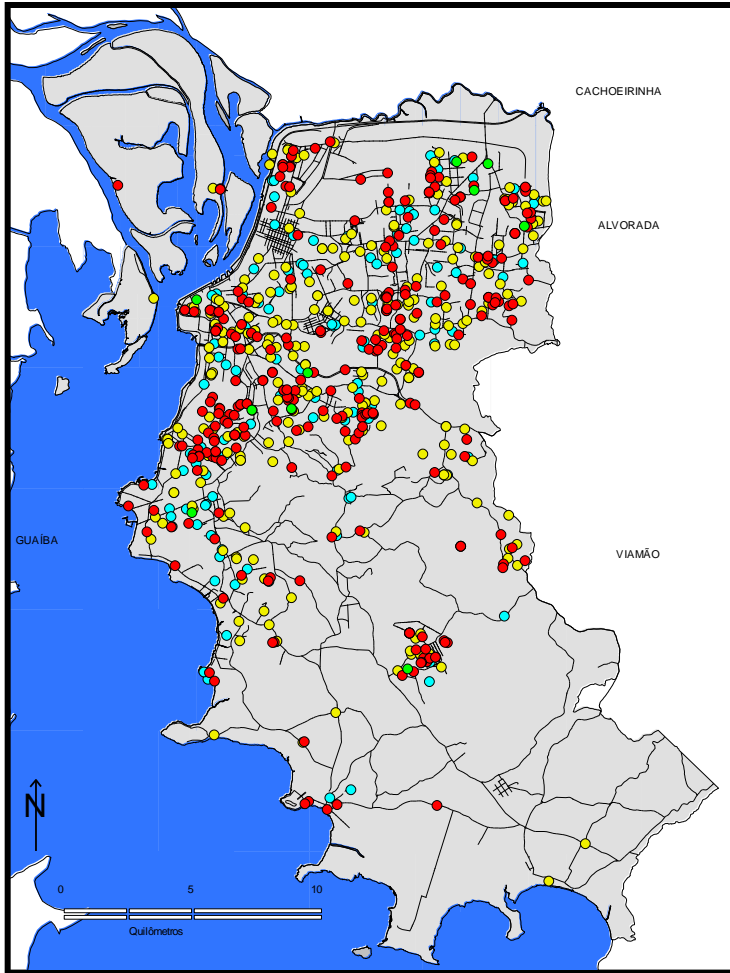 CACHOEIRINHA
ALVORADA
GUAÍBA
VIAMÃO
N
0 5 10
Quilômetros